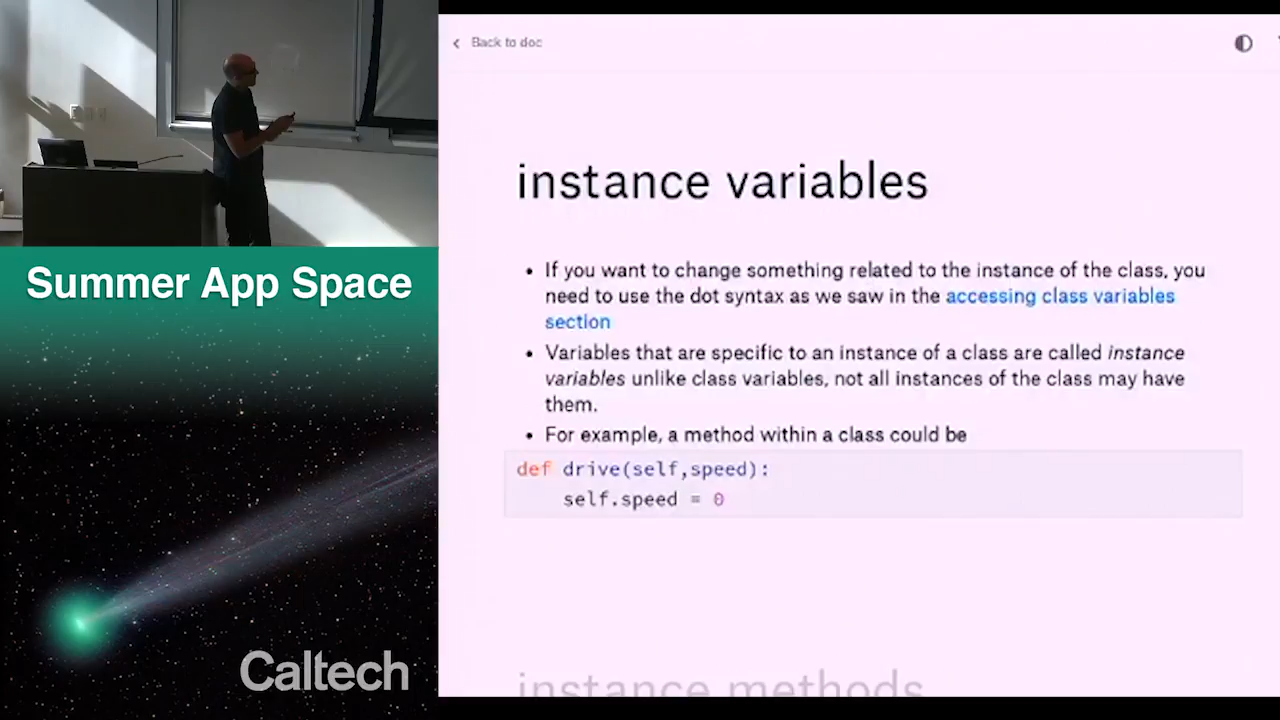 Back to doc
instance variables
• If you want to change something related to the instance of the class, you
need to use the dot syntax as we saw in the accessing class variables
section
• Variables that are specific to an instance of a class are called instance
variables unlike class variables, not all instances of the class may have
them.
• For example, a method within a class could be
def drive(self,speed):
self.speed = 0
instance methods
Summer App Space
Caltech